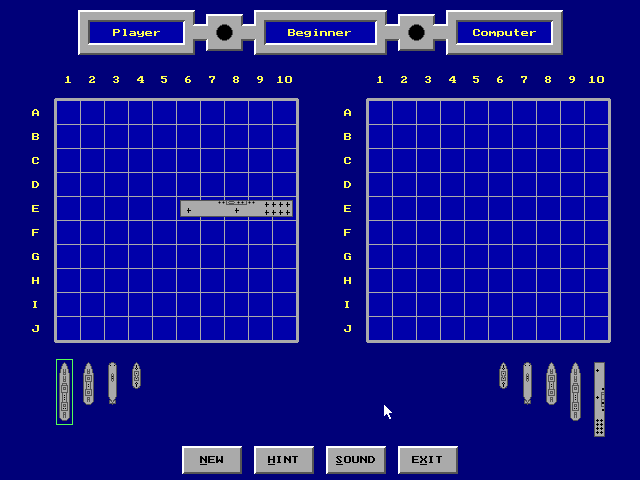 Player Beginner Computer
1 2 3 4 5 6 7 8 9 10 1 2 3 4 5 6 7 8 9 10
A A
B B
C C
D D
E E
F F
G G
H H
I I
J J
NEW HINT SOUND EXIT